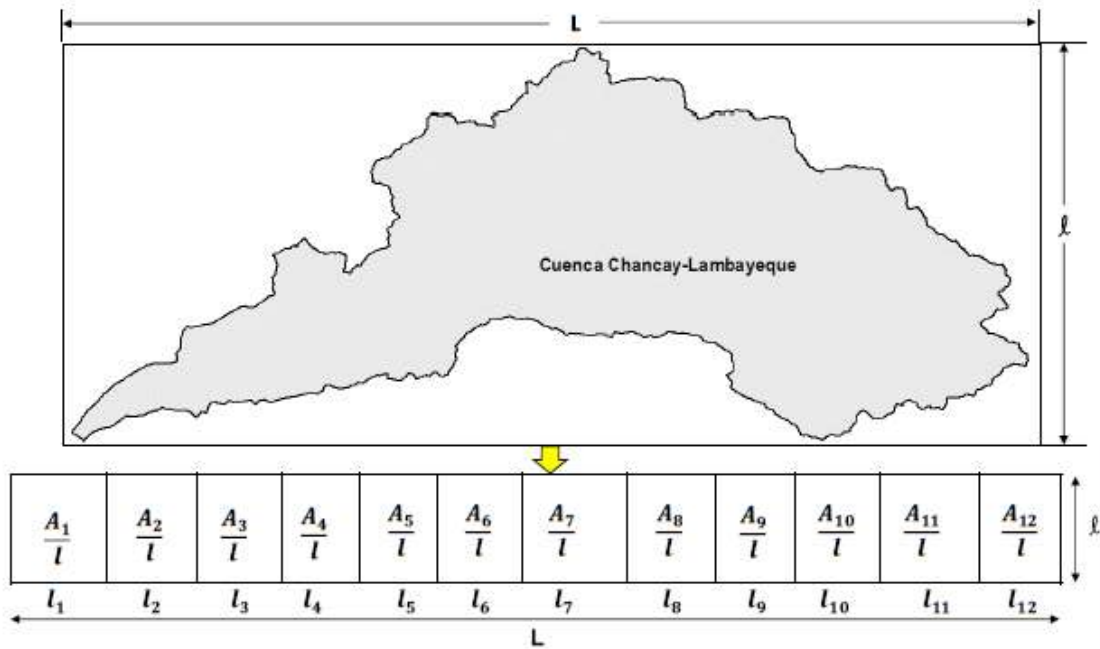 L
ℓ
Cuenca Chancay-Lambayeque
A₁/l A₂/l A₃/l A₄/l A₅/l A₆/l A₇/l A₈/l A₉/l A₁₀/l A₁₁/l A₁₂/l
ℓ
l₁ l₂ l₃ l₄ l₅ l₆ l₇ l₈ l₉ l₁₀ l₁₁ l₁₂
L